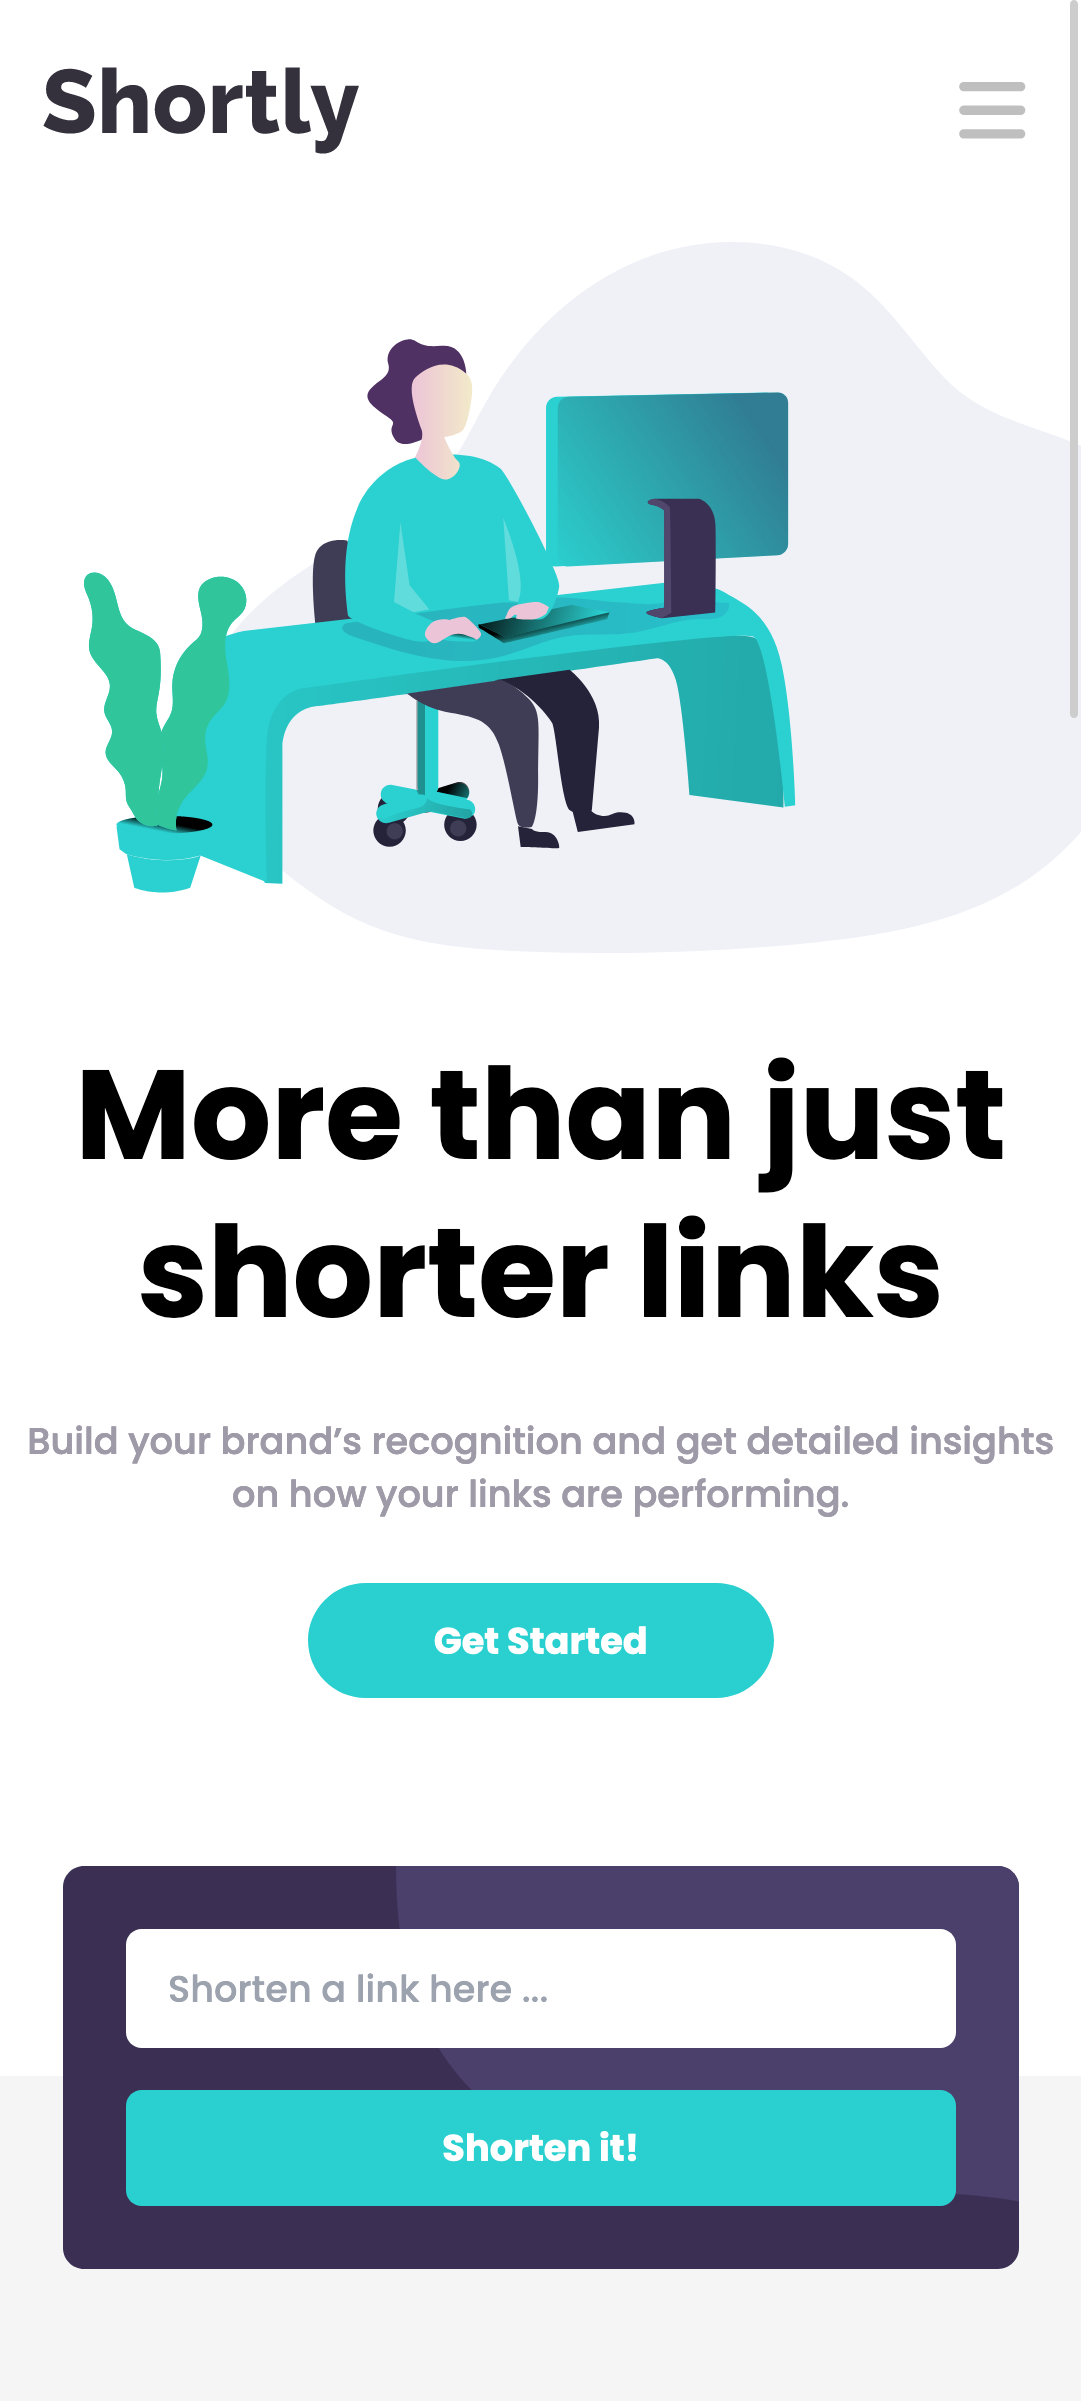 Shortly
More than just
shorter links
Build your brand’s recognition and get detailed insights
on how your links are performing.
Get Started
Shorten a link here ...
Shorten it!